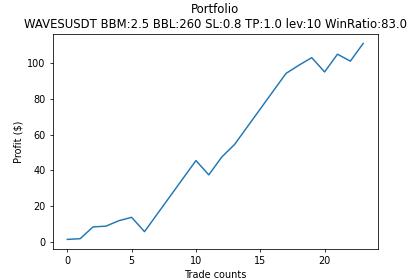 Portfolio
WAVESUSDT BBM:2.5 BBL:260 SL:0.8 TP:1.0 lev:10 WinRatio:83.0
100
80
60
40
20
0
Profit ($)
0 5 10 15 20
Trade counts